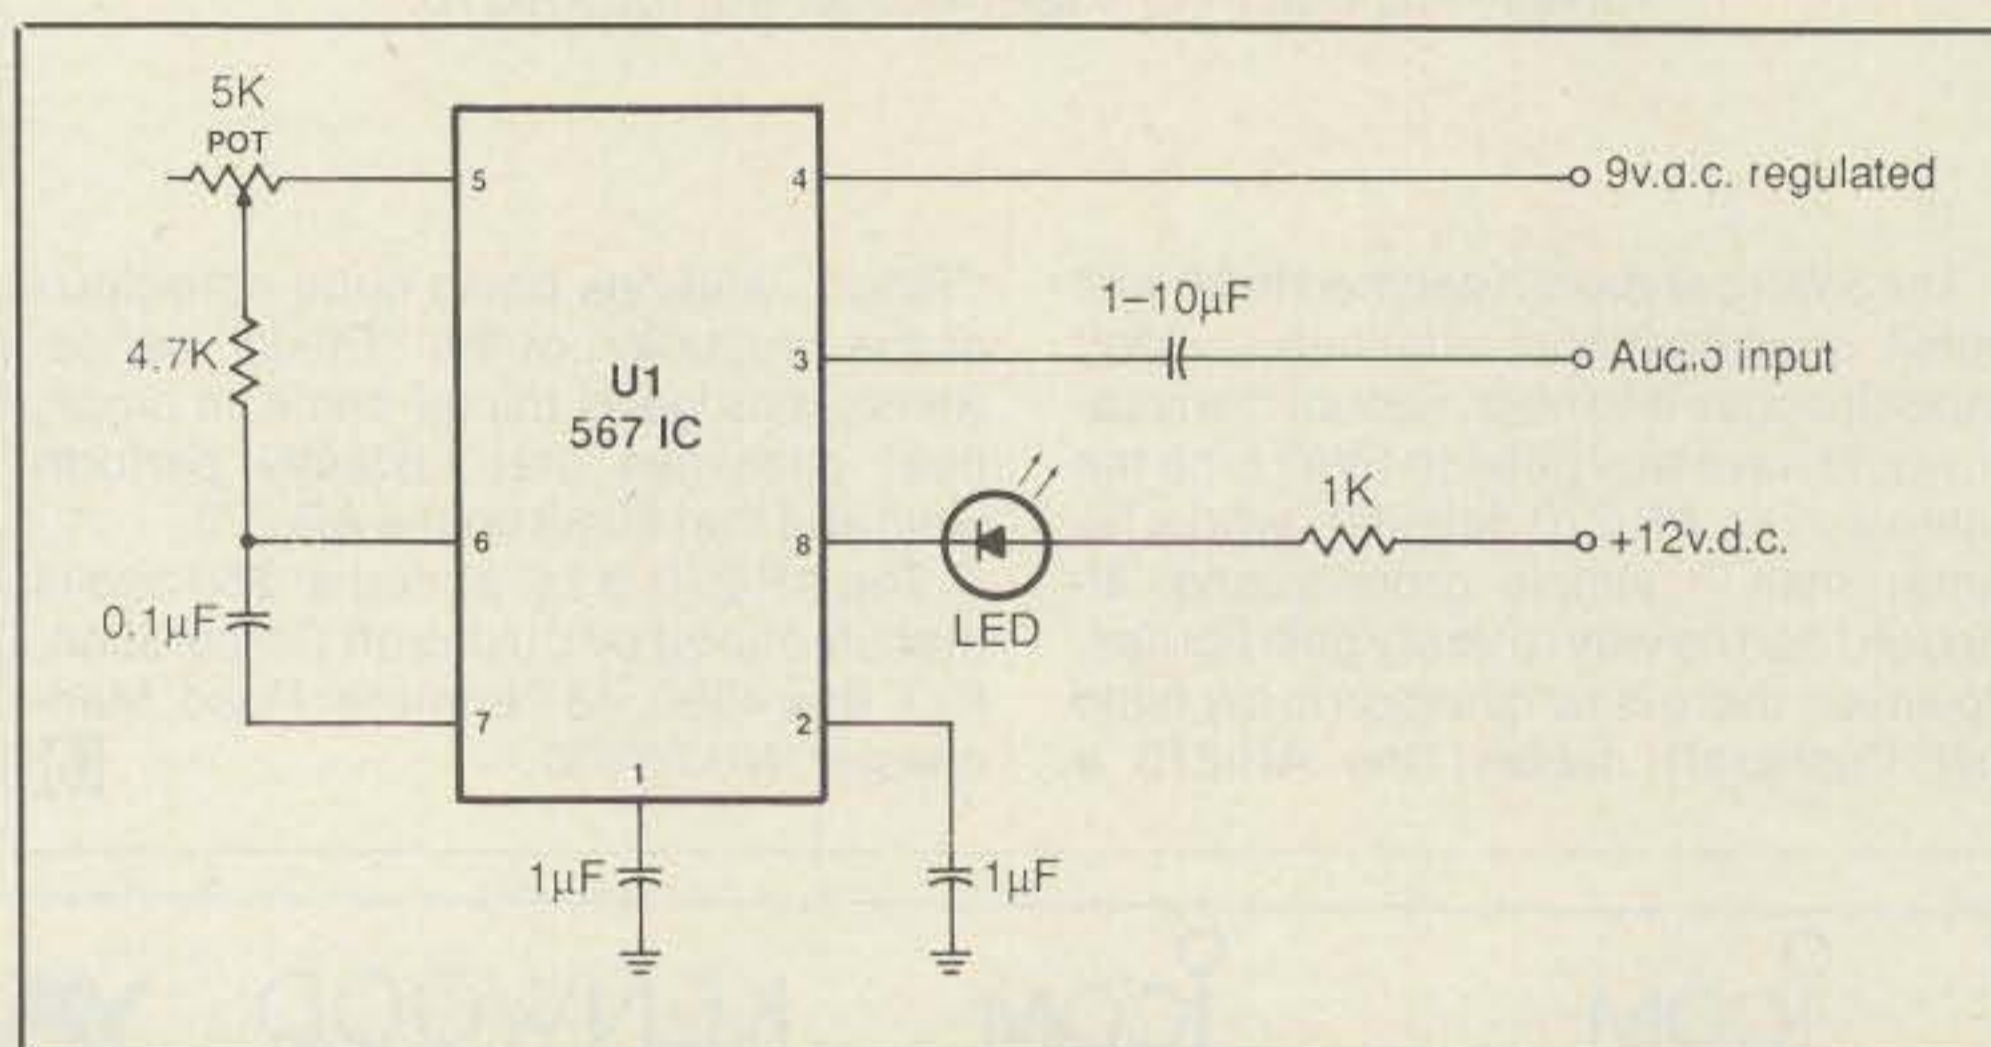 5K
POT
5
4
9v.d.c. regulated
1–10µF
4.7K
3
Audio input
U1
567 IC
1K
6
8
+12v.d.c.
0.1µF
LED
7
2
1
1µF
1µF